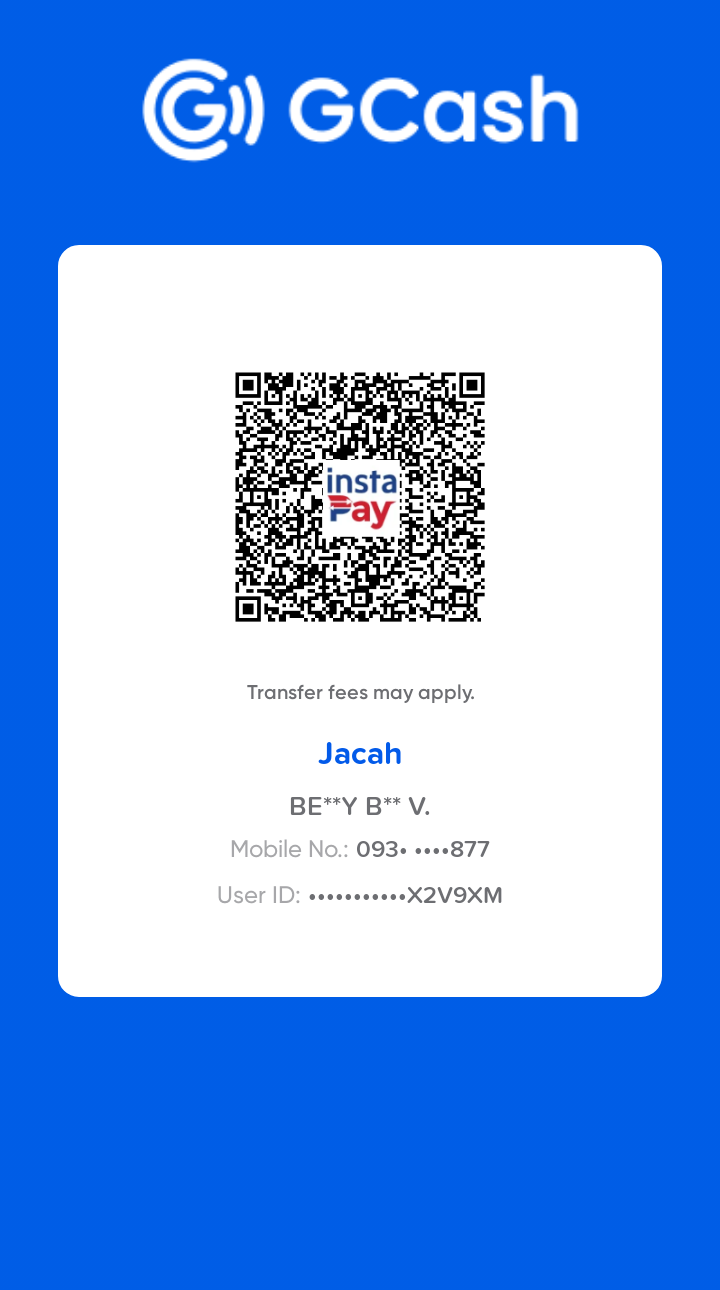 GCash
insta
Pay
Transfer fees may apply.
Jacah
BE**Y B** V.
Mobile No.: 093• ••••877
User ID: •••••••••••X2V9XM